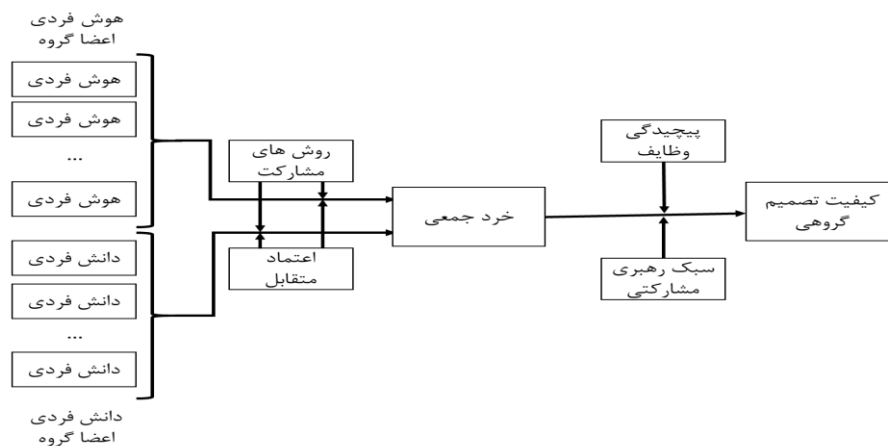 هوش فردی
اعضا گروه
هوش فردی
هوش فردی
...
هوش فردی
دانش فردی
دانش فردی
...
دانش فردی
دانش فردی
اعضا گروه
روش های
مشارکت
اعتماد
متقابل
خرد جمعی
پیچیدگی
وظایف
سبک رهبری
مشارکتی
کیفیت تصمیم
گروهی